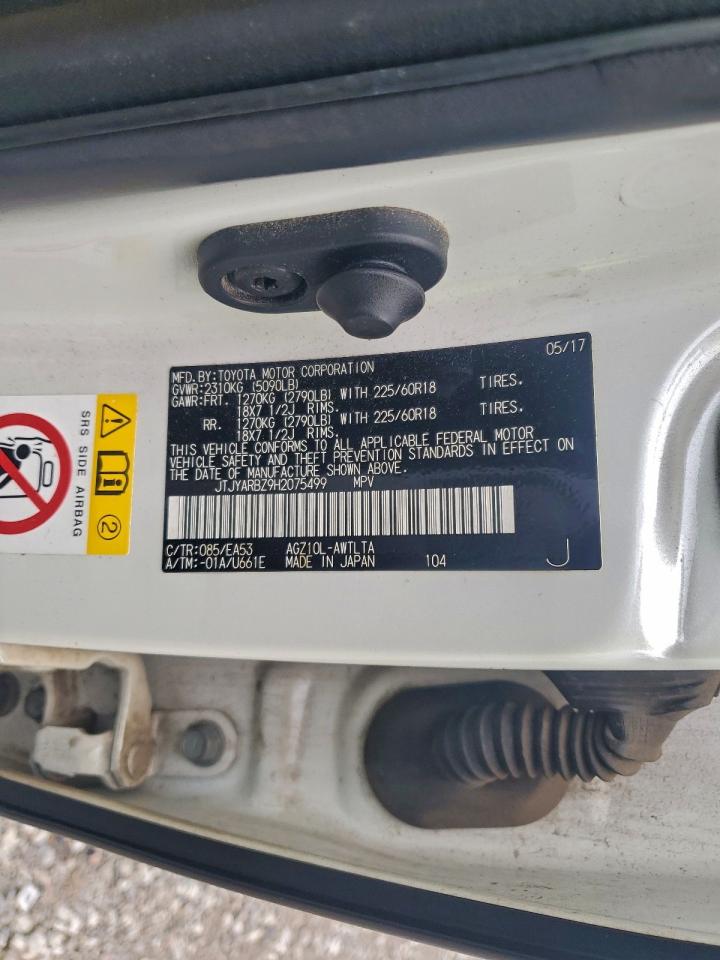 MFD.BY:TOYOTA MOTOR CORPORATION 05/17
GVWR:2310KG (5090LB)
GAWR:FRT. 1270KG (2790LB) WITH 225/60R18 TIRES.
18X7 1/2J RIMS.
RR. 1270KG (2790LB) WITH 225/60R18 TIRES.
18X7 1/2J RIMS.
THIS VEHICLE CONFORMS TO ALL APPLICABLE FEDERAL MOTOR
VEHICLE SAFETY AND THEFT PREVENTION STANDARDS IN EFFECT ON
THE DATE OF MANUFACTURE SHOWN ABOVE.
JTJYARBZ9H2075499 MPV
C/TR:085/EA53 AGZ10L-AWTLTA
A/TM:-01A/U661E MADE IN JAPAN 104 J
SRS SIDE AIRBAG
2